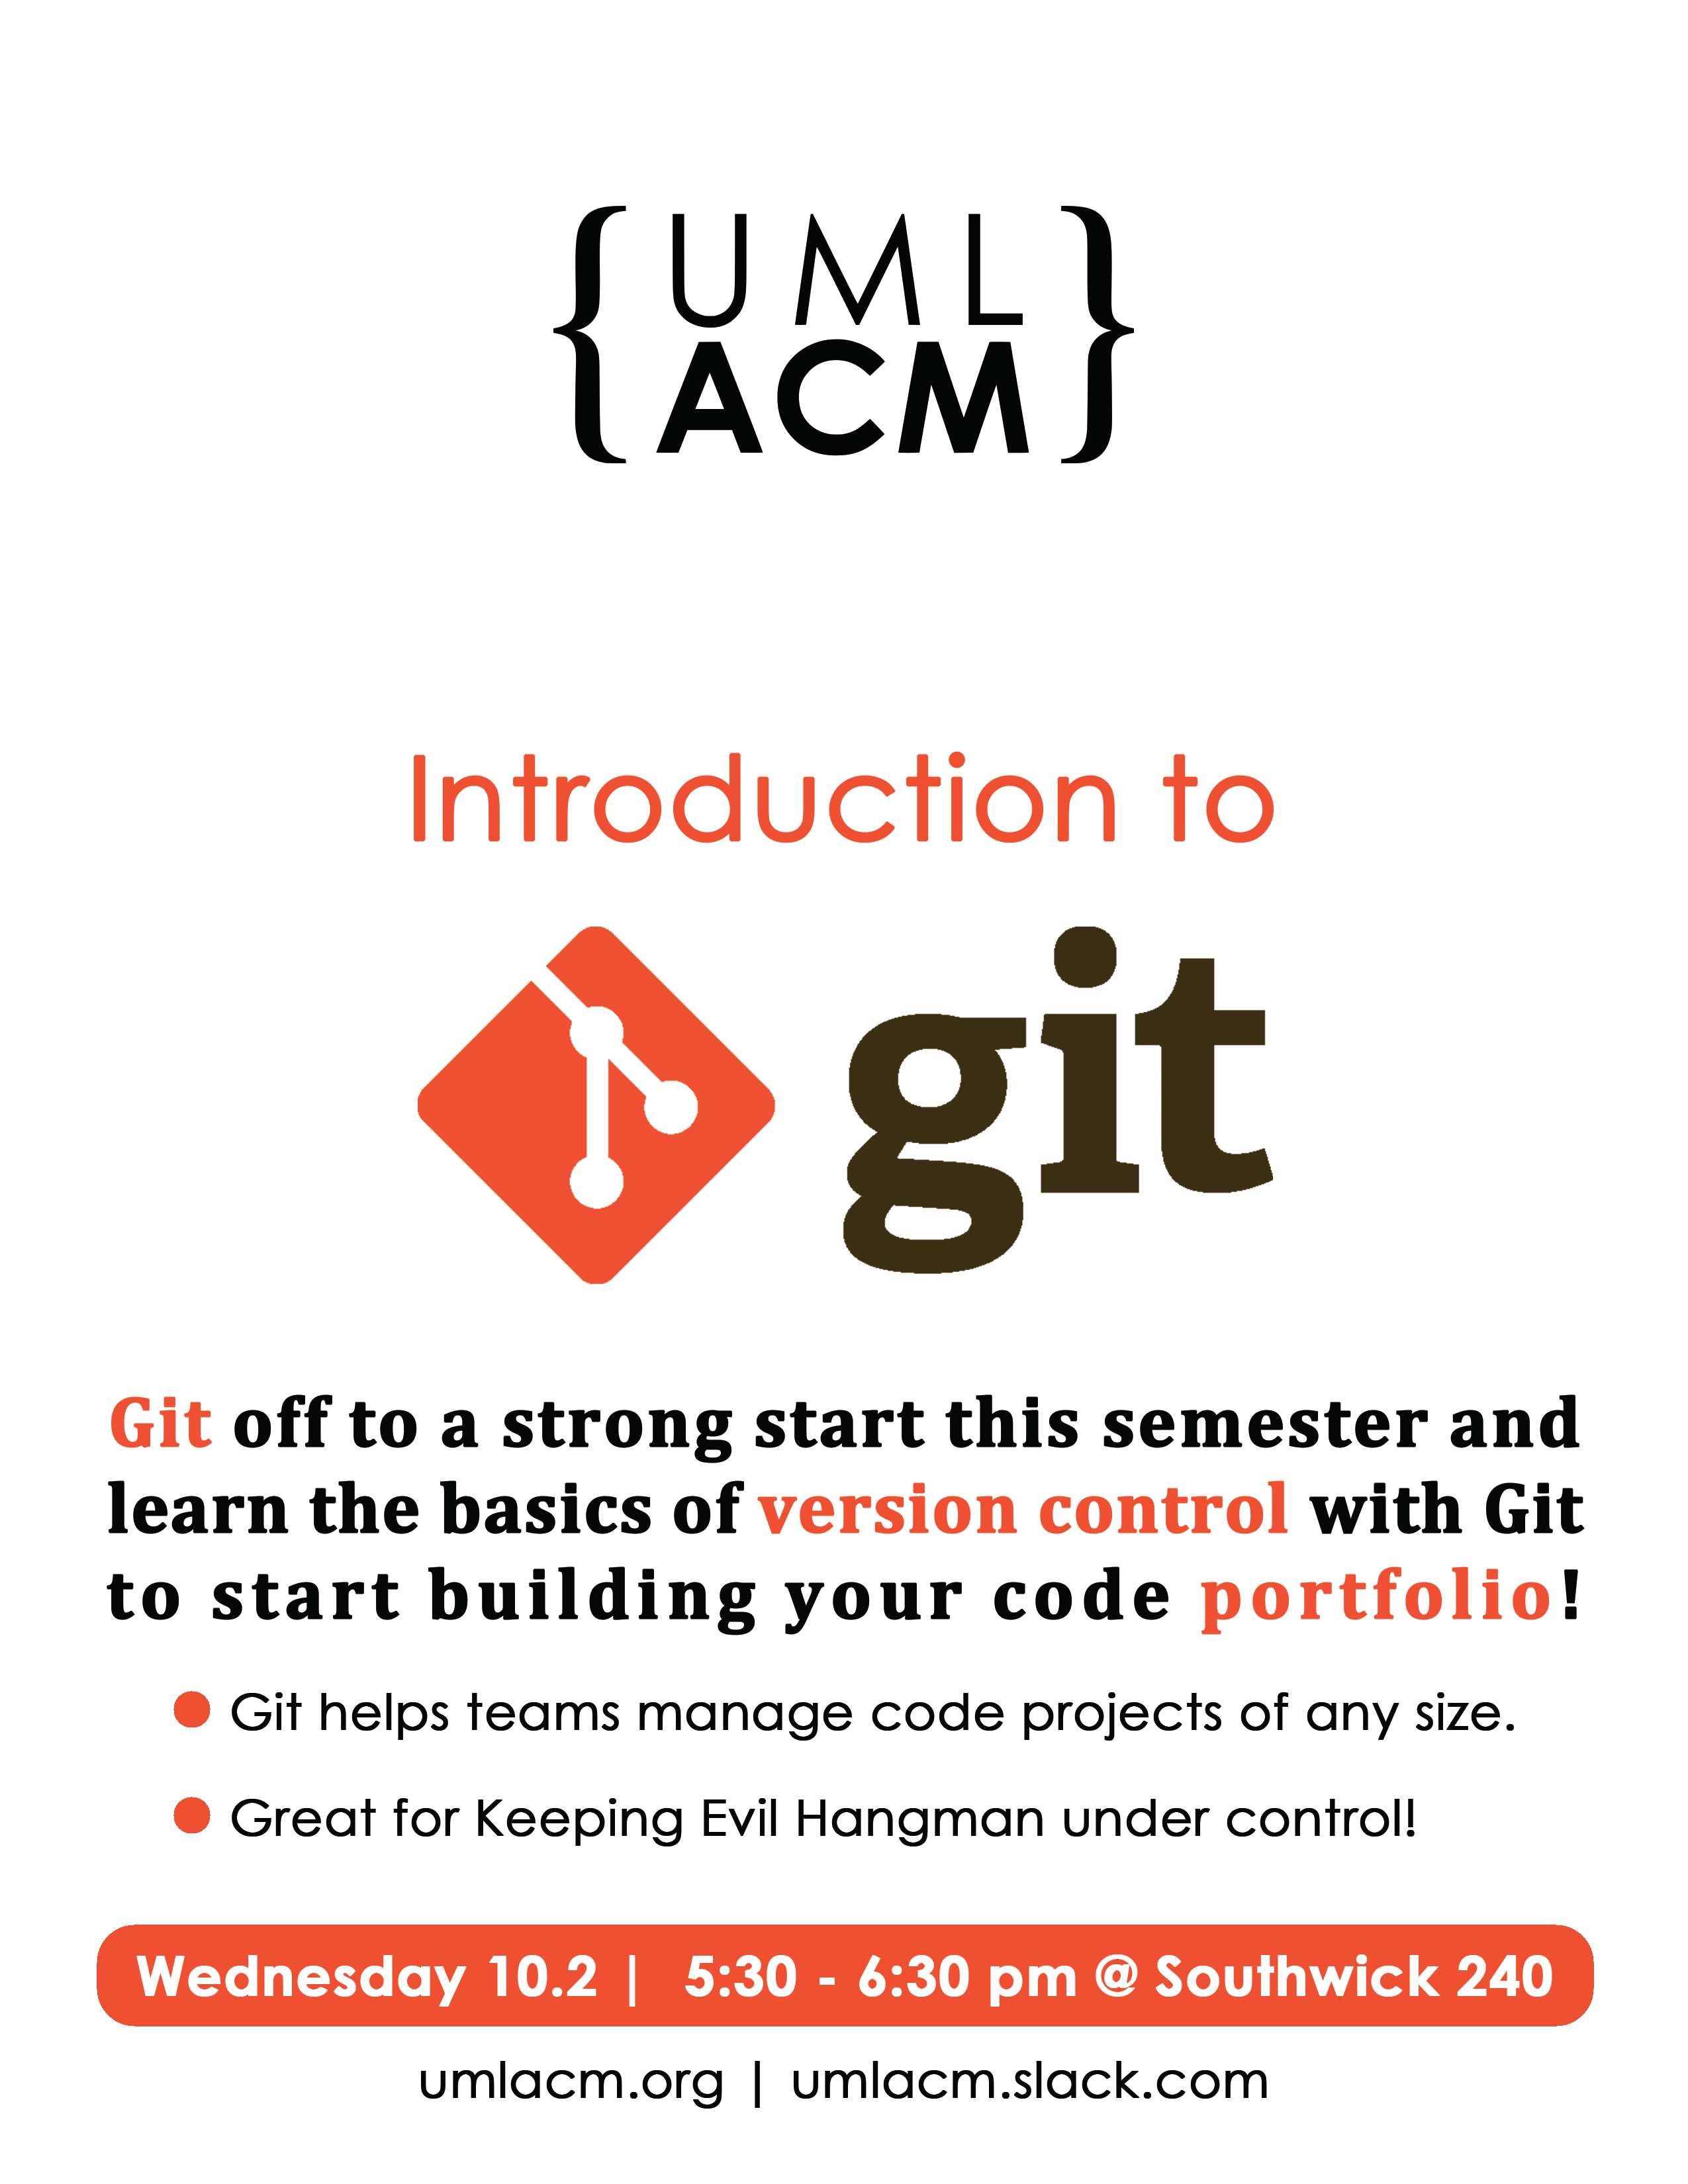 {UML
ACM}
Introduction to
git
Git off to a strong start this semester and
learn the basics of version control with Git
to start building your code portfolio!
Git helps teams manage code projects of any size.
Great for Keeping Evil Hangman under control!
Wednesday 10.2 | 5:30 - 6:30 pm @ Southwick 240
umlacm.org | umlacm.slack.com